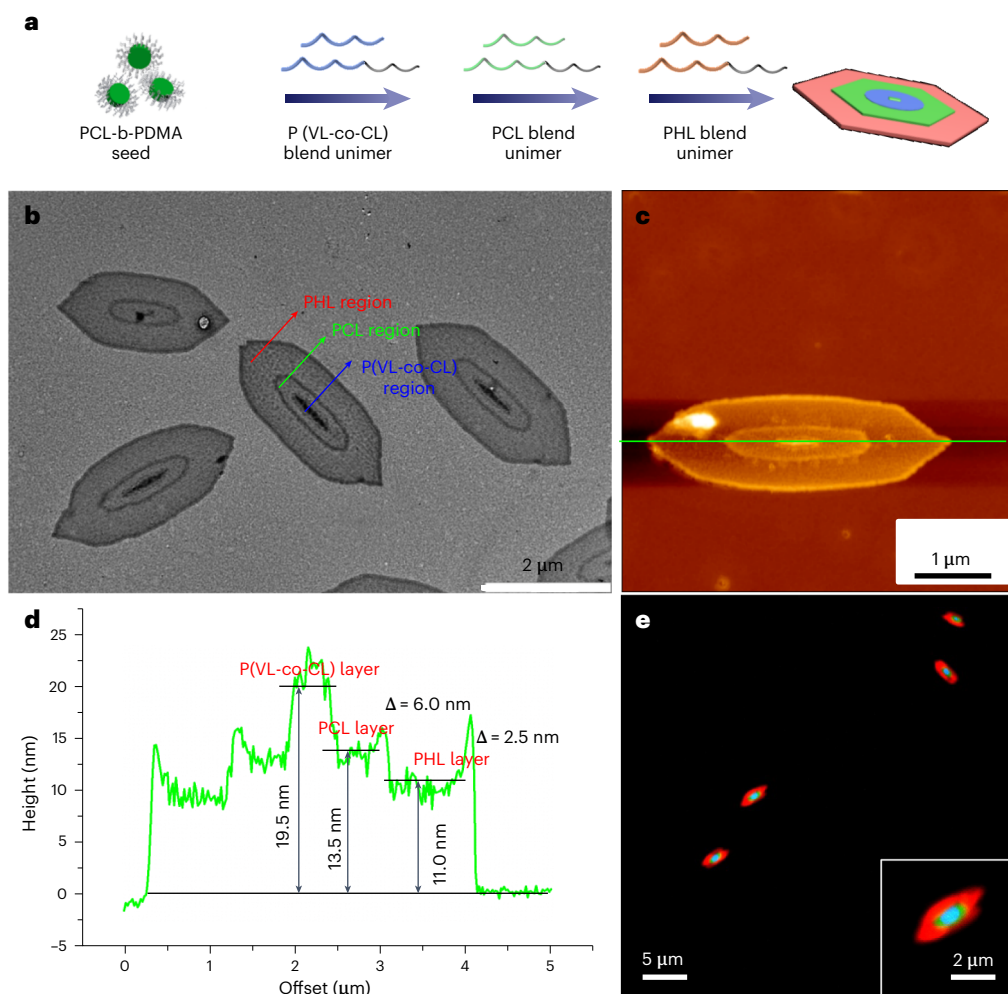 a
PCL-b-PDMA
seed
P (VL-co-CL)
blend unimer
PCL blend
unimer
PHL blend
unimer
b
PHL region
PCL region
P(VL-co-CL)
region
2 μm
c
1 μm
d
25
20
15
10
5
0
−5
Height (nm)
P(VL-co-CL) layer
Δ = 6.0 nm
PCL layer
Δ = 2.5 nm
PHL layer
19.5 nm
13.5 nm
11.0 nm
0
1
2
3
4
5
Offset (μm)
e
5 μm
2 μm